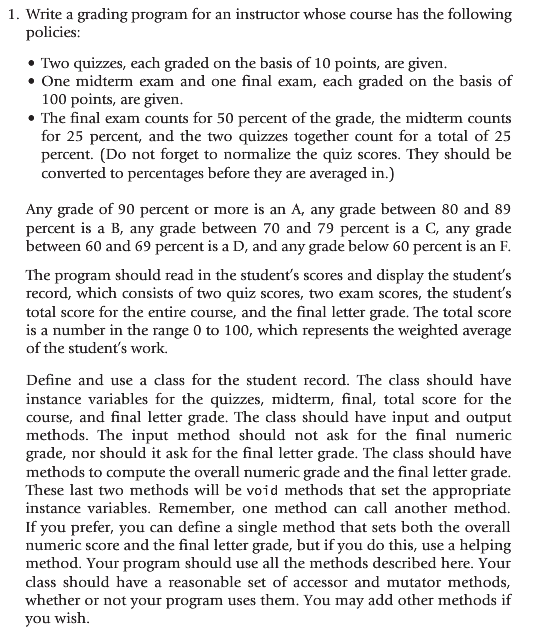 1. Write a grading program for an instructor whose course has the following
policies:
• Two quizzes, each graded on the basis of 10 points, are given.
• One midterm exam and one final exam, each graded on the basis of
100 points, are given.
• The final exam counts for 50 percent of the grade, the midterm counts
for 25 percent, and the two quizzes together count for a total of 25
percent. (Do not forget to normalize the quiz scores. They should be
converted to percentages before they are averaged in.)
Any grade of 90 percent or more is an A, any grade between 80 and 89
percent is a B, any grade between 70 and 79 percent is a C, any grade
between 60 and 69 percent is a D, and any grade below 60 percent is an F.
The program should read in the student's scores and display the student's
record, which consists of two quiz scores, two exam scores, the student's
total score for the entire course, and the final letter grade. The total score
is a number in the range 0 to 100, which represents the weighted average
of the student's work.
Define and use a class for the student record. The class should have
instance variables for the quizzes, midterm, final, total score for the
course, and final letter grade. The class should have input and output
methods. The input method should not ask for the final numeric
grade, nor should it ask for the final letter grade. The class should have
methods to compute the overall numeric grade and the final letter grade.
These last two methods will be void methods that set the appropriate
instance variables. Remember, one method can call another method.
If you prefer, you can define a single method that sets both the overall
numeric score and the final letter grade, but if you do this, use a helping
method. Your program should use all the methods described here. Your
class should have a reasonable set of accessor and mutator methods,
whether or not your program uses them. You may add other methods if
you wish.